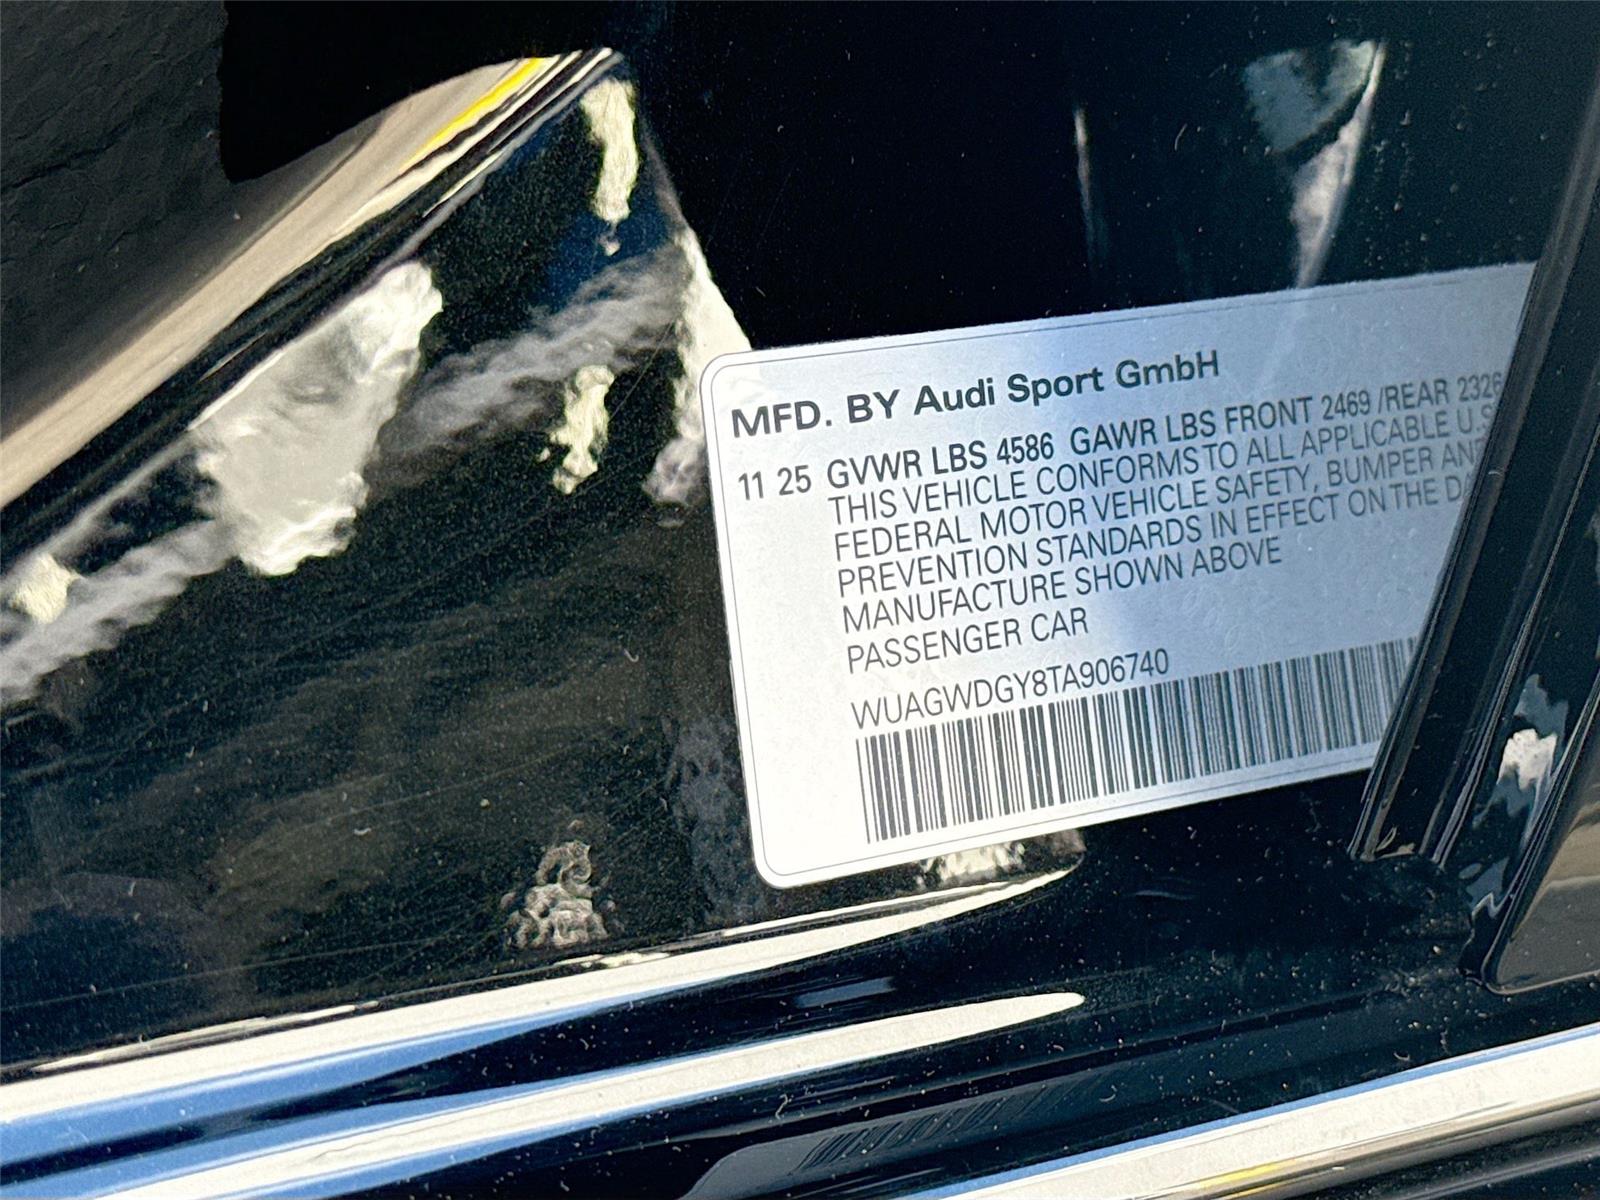 MFD. BY Audi Sport GmbH
11 25 GVWR LBS 4586 GAWR LBS FRONT 2469 /REAR 2326
THIS VEHICLE CONFORMS TO ALL APPLICABLE U.S
FEDERAL MOTOR VEHICLE SAFETY, BUMPER AND
PREVENTION STANDARDS IN EFFECT ON THE DA
MANUFACTURE SHOWN ABOVE
PASSENGER CAR
WUAGWDGY8TA906740